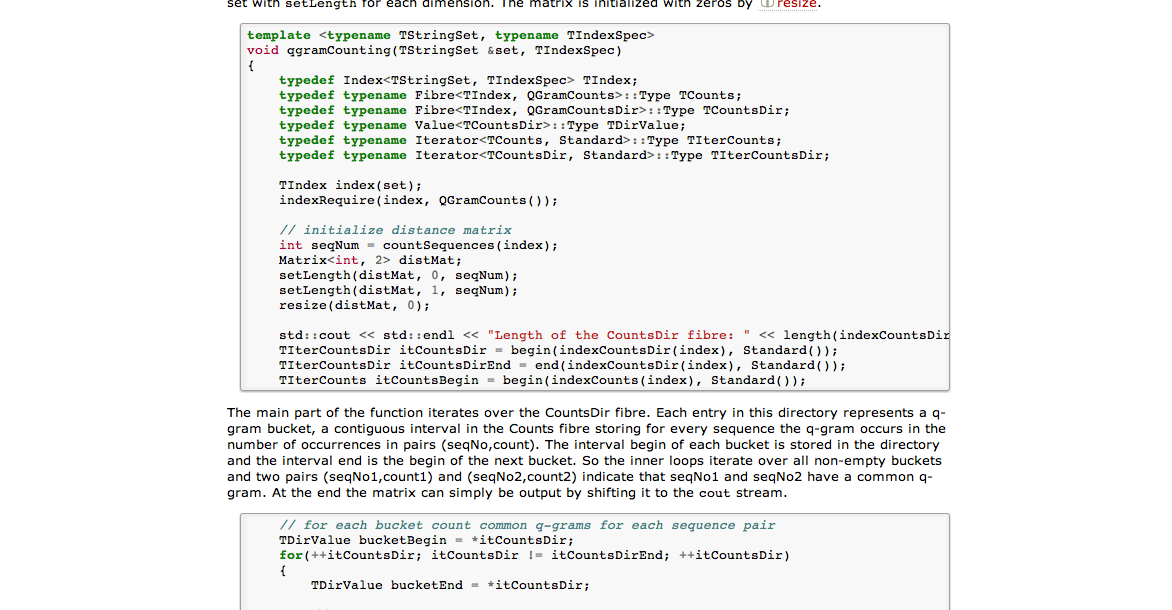 set with setLength for each dimension. The matrix is initialized with zeros by resize.
template <typename TStringSet, typename TIndexSpec>
void qgramCounting(TStringSet &set, TIndexSpec)
{
    typedef Index<TStringSet, TIndexSpec> TIndex;
    typedef typename Fibre<TIndex, QGramCounts>::Type TCounts;
    typedef typename Fibre<TIndex, QGramCountsDir>::Type TCountsDir;
    typedef typename Value<TCountsDir>::Type TDirValue;
    typedef typename Iterator<TCounts, Standard>::Type TIterCounts;
    typedef typename Iterator<TCountsDir, Standard>::Type TIterCountsDir;
    TIndex index(set);
    indexRequire(index, QGramCounts());
    // initialize distance matrix
    int seqNum = countSequences(index);
    Matrix<int, 2> distMat;
    setLength(distMat, 0, seqNum);
    setLength(distMat, 1, seqNum);
    resize(distMat, 0);
    std::cout << std::endl << "Length of the CountsDir fibre: " << length(indexCountsDir
    TIterCountsDir itCountsDir = begin(indexCountsDir(index), Standard());
    TIterCountsDir itCountsDirEnd = end(indexCountsDir(index), Standard());
    TIterCounts itCountsBegin = begin(indexCounts(index), Standard());
The main part of the function iterates over the CountsDir fibre. Each entry in this directory represents a q-
gram bucket, a contiguous interval in the Counts fibre storing for every sequence the q-gram occurs in the
number of occurrences in pairs (seqNo,count). The interval begin of each bucket is stored in the directory
and the interval end is the begin of the next bucket. So the inner loops iterate over all non-empty buckets
and two pairs (seqNo1,count1) and (seqNo2,count2) indicate that seqNo1 and seqNo2 have a common q-
gram. At the end the matrix can simply be output by shifting it to the cout stream.
    // for each bucket count common q-grams for each sequence pair
    TDirValue bucketBegin = *itCountsDir;
    for(++itCountsDir; itCountsDir != itCountsDirEnd; ++itCountsDir)
    {
        TDirValue bucketEnd = *itCountsDir;